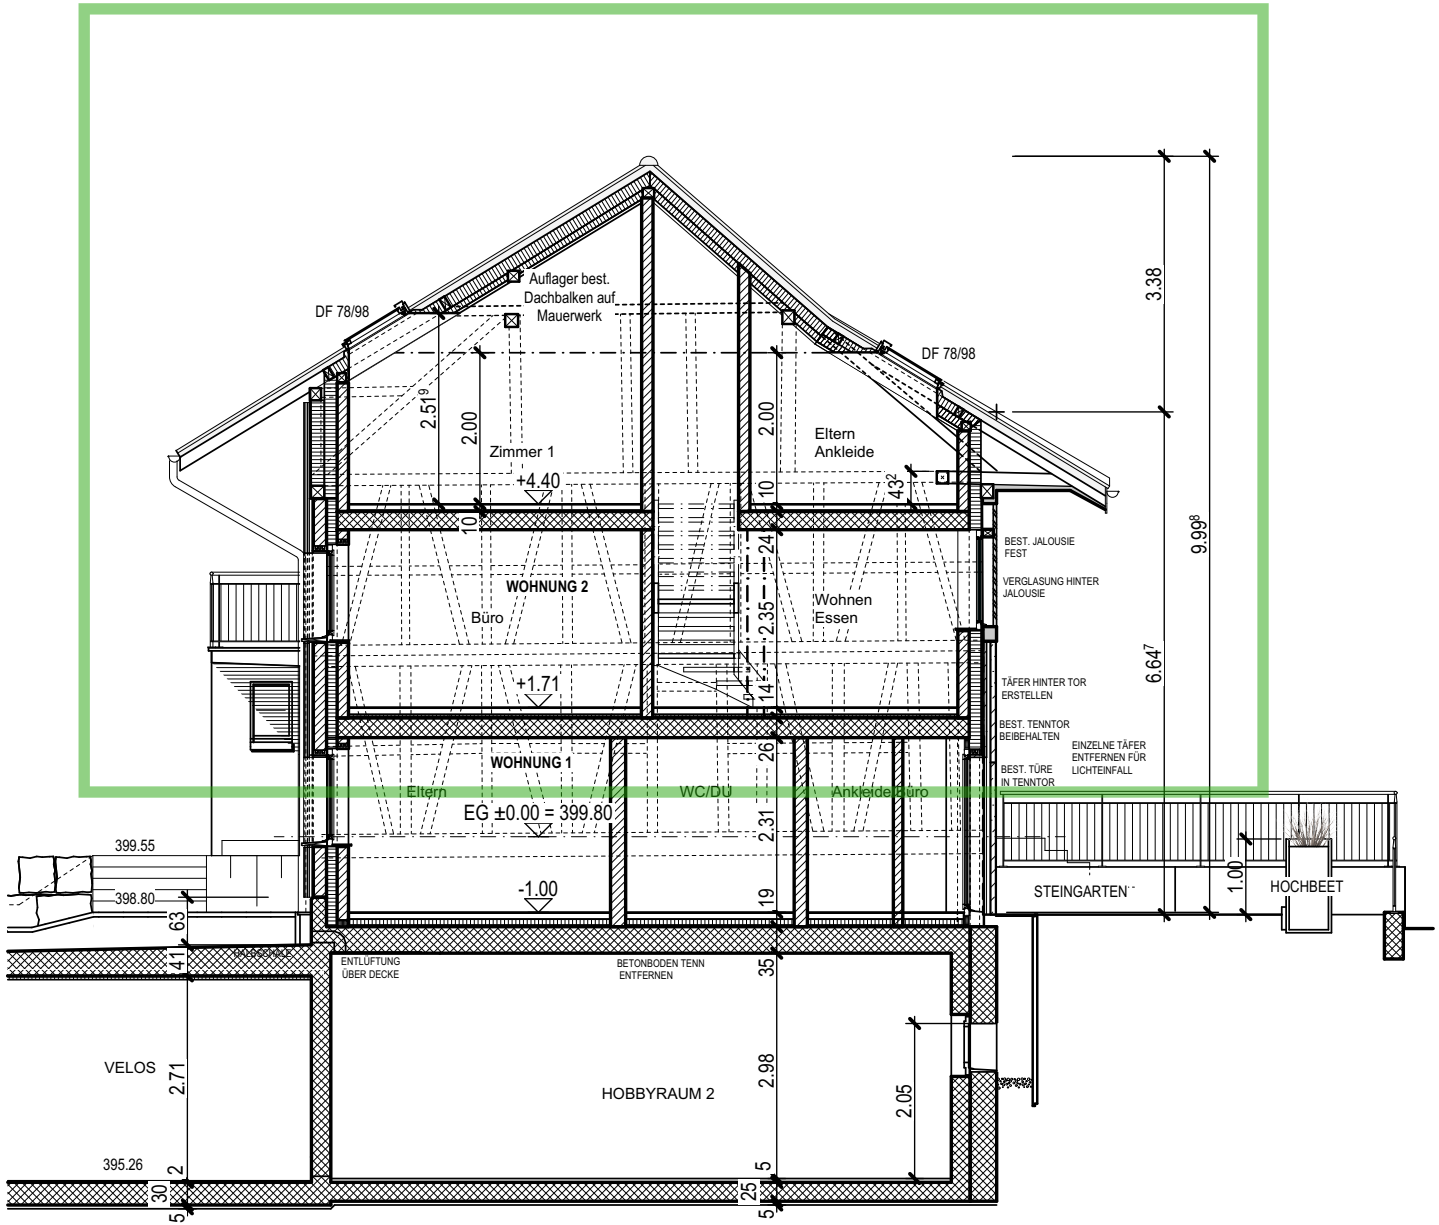 3.38
Auflager best.
Dachbalken auf
Mauerwerk
DF 78/98
DF 78/98
2.51⁹
2.00
2.00
Zimmer 1
Eltern
Ankleide
+4.40
10
43²
10
9.99⁸
24
BEST. JALOUSIE
FEST
VERGLASUNG HINTER
JALOUSIE
WOHNUNG 2
Büro
2.35
Wohnen
Essen
6.64⁷
+1.71
14
TÄFER HINTER TOR
ERSTELLEN
BEST. TENNTOR
BEIBEHALTEN
EINZELNE TÄFER
ENTFERNEN FÜR
LICHTEINFALL
BEST. TÜRE
IN TENNTOR
26
WOHNUNG 1
Eltern
WC/DU
Ankleide/Büro
EG ±0.00 = 399.80
2.31
399.55
398.80
-1.00
19
1.00
STEINGARTEN
HOCHBEET
63
41
ENTLÜFTUNG
ÜBER DECKE
BETONBODEN TENN
ENTFERNEN
35
VELOS
2.71
2.98
2.05
HOBBYRAUM 2
395.26
2
5
30
25
5
5